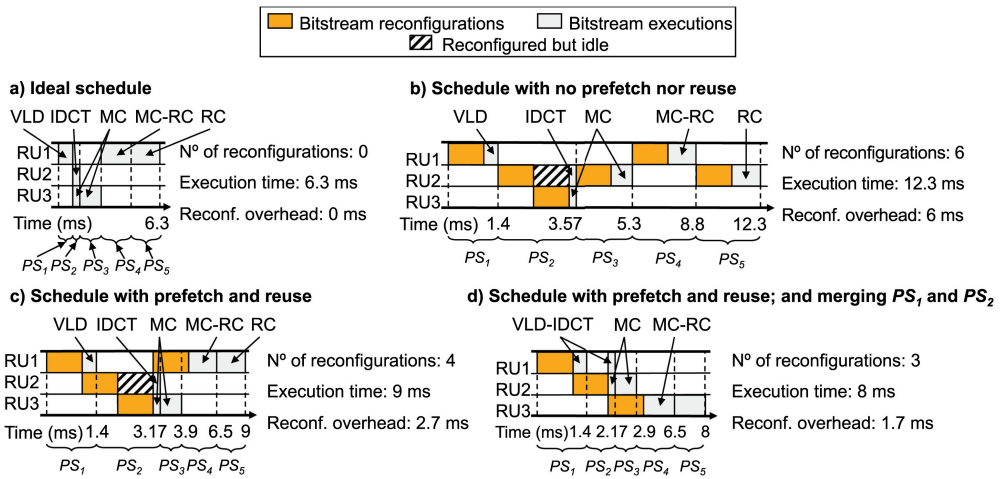 Bitstream reconfigurations
Bitstream executions
Reconfigured but idle
a) Ideal schedule
VLD IDCT MC MC-RC RC
RU1
RU2
RU3
Time (ms) 6.3
PS1 PS2 PS3 PS4 PS5
Nº of reconfigurations: 0
Execution time: 6.3 ms
Reconf. overhead: 0 ms
b) Schedule with no prefetch nor reuse
VLD IDCT MC MC-RC RC
RU1
RU2
RU3
Time (ms) 1.4 3.57 5.3 8.8 12.3
PS1 PS2 PS3 PS4 PS5
Nº of reconfigurations: 6
Execution time: 12.3 ms
Reconf. overhead: 6 ms
c) Schedule with prefetch and reuse
VLD IDCT MC MC-RC RC
RU1
RU2
RU3
Time (ms) 1.4 3.17 3.9 6.5 9
PS1 PS2 PS3 PS4 PS5
Nº of reconfigurations: 4
Execution time: 9 ms
Reconf. overhead: 2.7 ms
d) Schedule with prefetch and reuse; and merging PS1 and PS2
VLD-IDCT MC MC-RC
RU1
RU2
RU3
Time (ms) 1.4 2.17 2.9 6.5 8
PS1 PS2 PS3 PS4 PS5
Nº of reconfigurations: 3
Execution time: 8 ms
Reconf. overhead: 1.7 ms